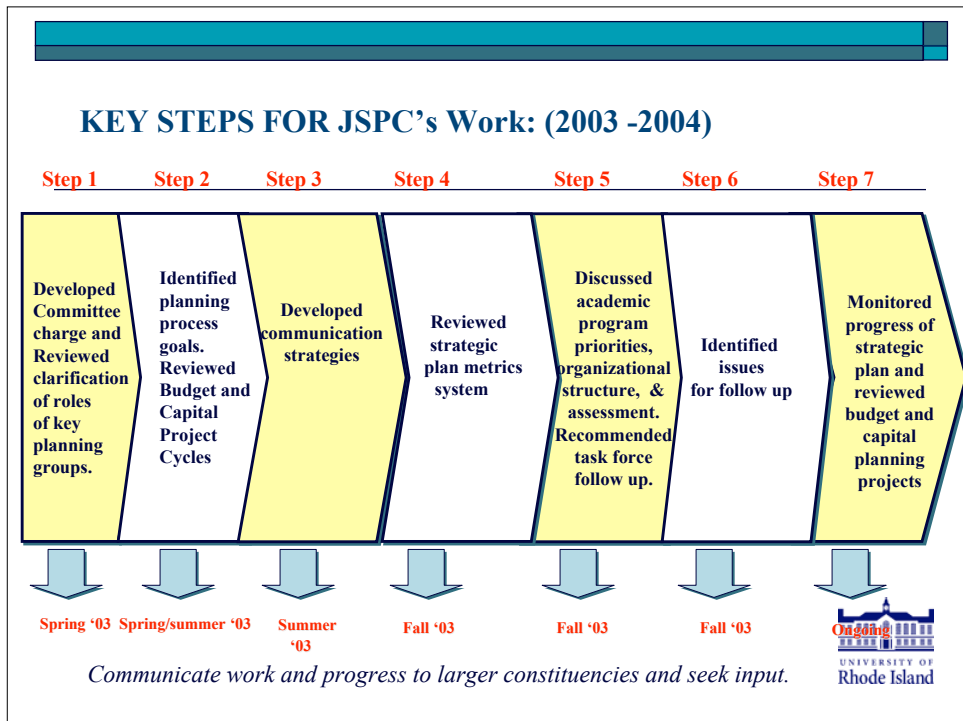 KEY STEPS FOR JSPC's Work: (2003 -2004)
Step 1
Step 2
Step 3
Step 4
Step 5
Step 6
Step 7
Developed
Committee
charge and
Reviewed
clarification
of roles
of key
planning
groups.
Identified
planning
process
goals.
Reviewed
Budget and
Capital
Project
Cycles
Developed
communication
strategies
Reviewed
strategic
plan metrics
system
Discussed
academic
program
priorities,
organizational
structure, &
assessment.
Recommended
task force
follow up.
Identified
issues
for follow up
Monitored
progress of
strategic
plan and
reviewed
budget and
capital
planning
projects
Spring ‘03
Spring/summer ‘03
Summer
‘03
Fall ‘03
Fall ‘03
Fall ‘03
Ongoing
Communicate work and progress to larger constituencies and seek input.
UNIVERSITY OF
Rhode Island